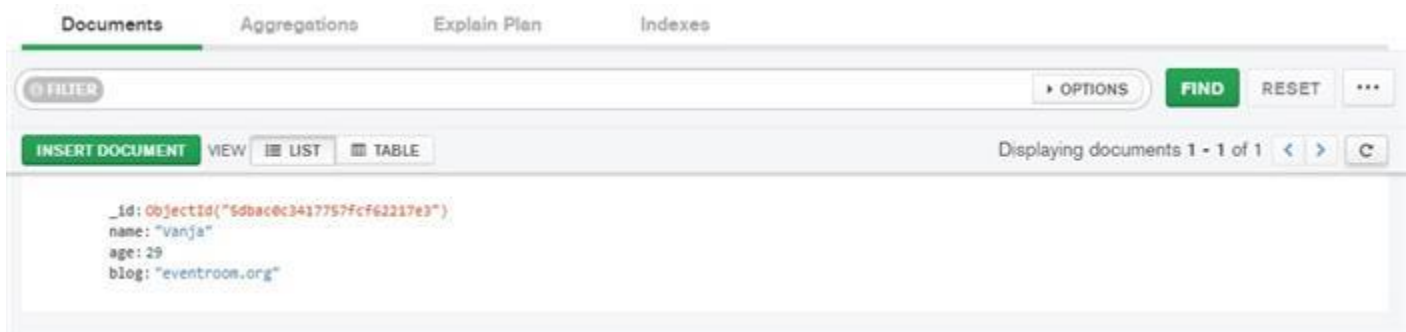 Documents Aggregations Explain Plan Indexes
FILTER OPTIONS FIND RESET ...
INSERT DOCUMENT VIEW LIST TABLE Displaying documents 1 - 1 of 1 < > C
_id: ObjectId("5dbac0c3417757fcf62217e3")
name: "Vanja"
age: 29
blog: "eventroom.org"